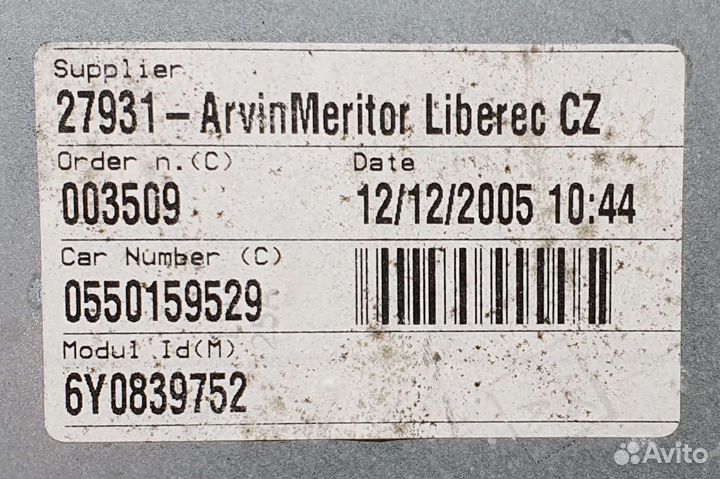 Supplier
27931 – ArvinMeritor Liberec CZ
Order n.(C) Date
003509 12/12/2005 10:44
Car Number (C)
0550159529
Modul Id(M)
6Y0839752
Avito